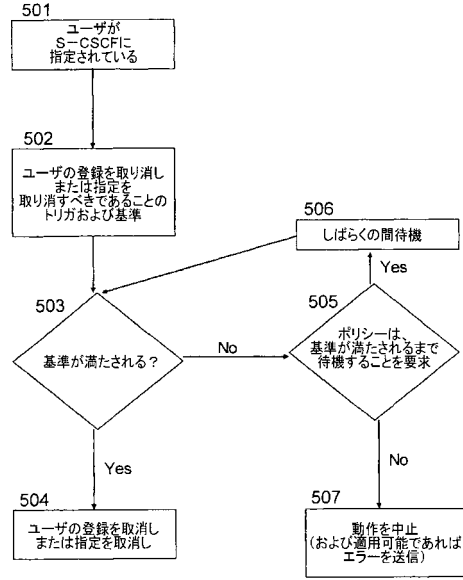 501
ユーザが
S－CSCFに
指定されている
502
ユーザの登録を取り消し
または指定を
取り消すべきであることの
トリガおよび基準
506
しばらくの間待機
Yes
503
基準が満たされる？
No
505
ポリシーは、
基準が満たされるまで
待機することを要求
Yes
No
504
ユーザの登録を取消し
または指定を取消し
507
動作を中止
（および適用可能であれば
エラーを送信）